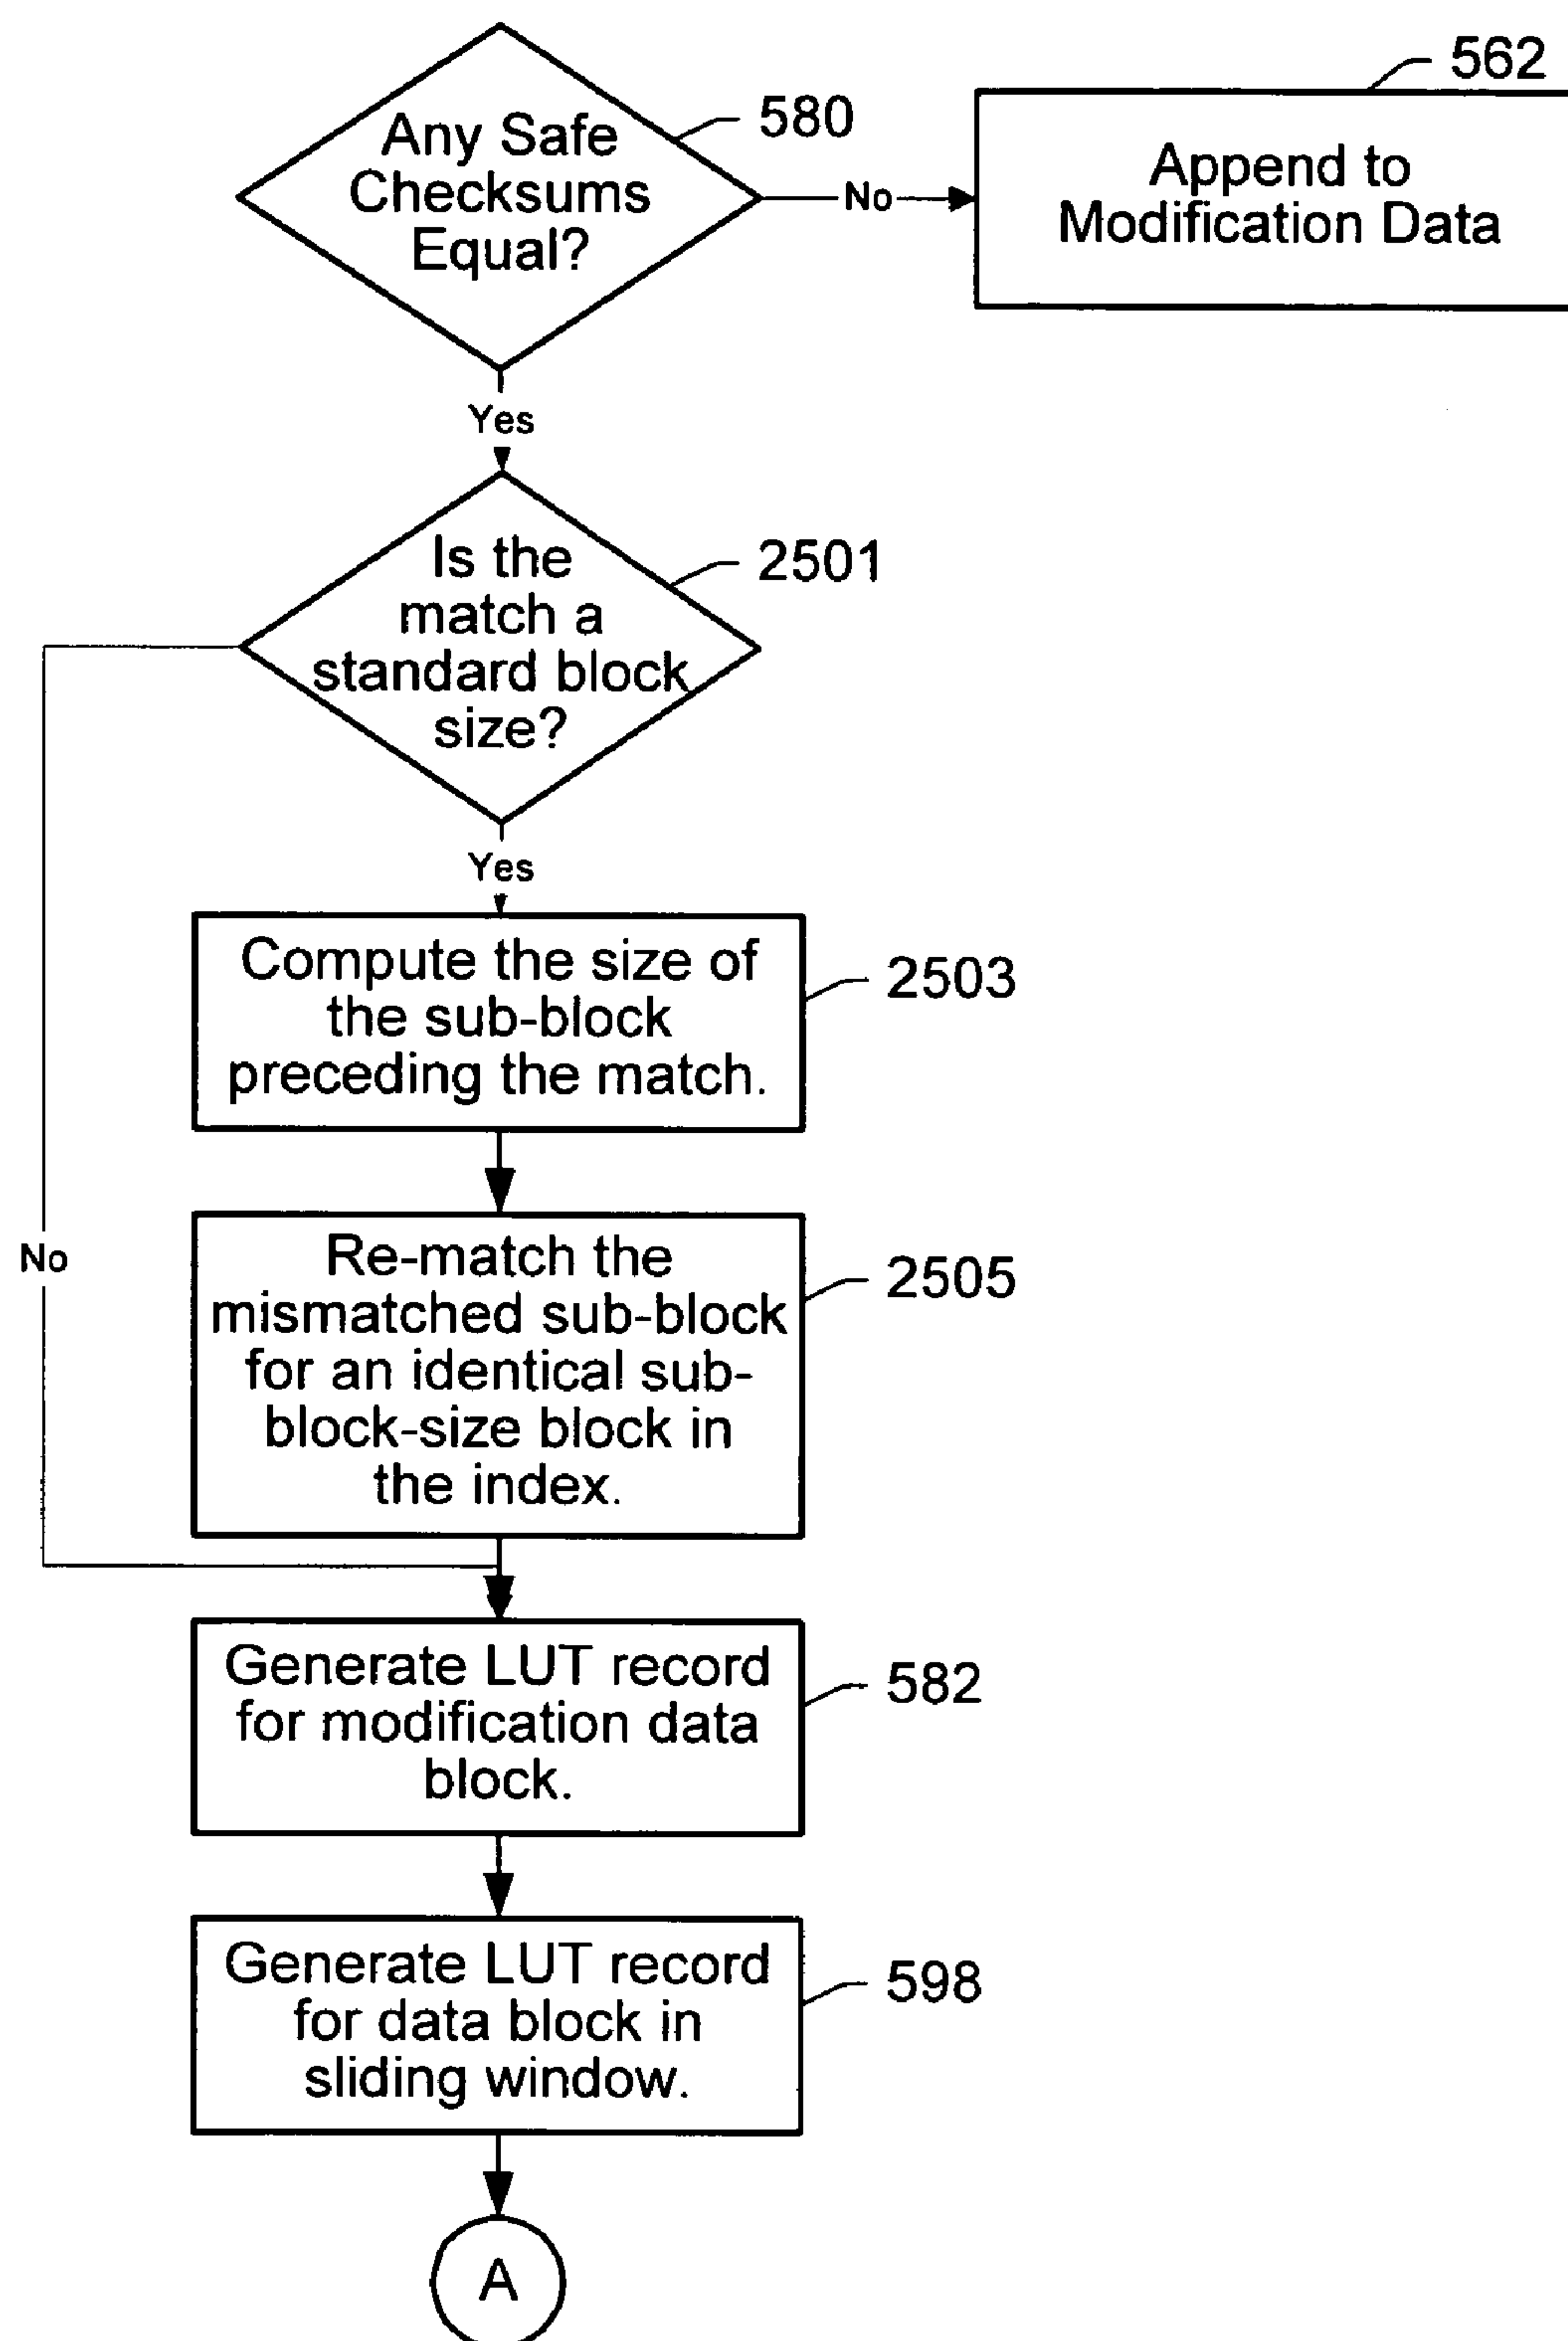 Any Safe
Checksums
Equal?
580
No
562
Append to
Modification Data
Yes
Is the
match a
standard block
size?
2501
Yes
Compute the size of
the sub-block
preceding the match.
2503
No
Re-match the
mismatched sub-block
for an identical sub-
block-size block in
the index.
2505
Generate LUT record
for modification data
block.
582
Generate LUT record
for data block in
sliding window.
598
A